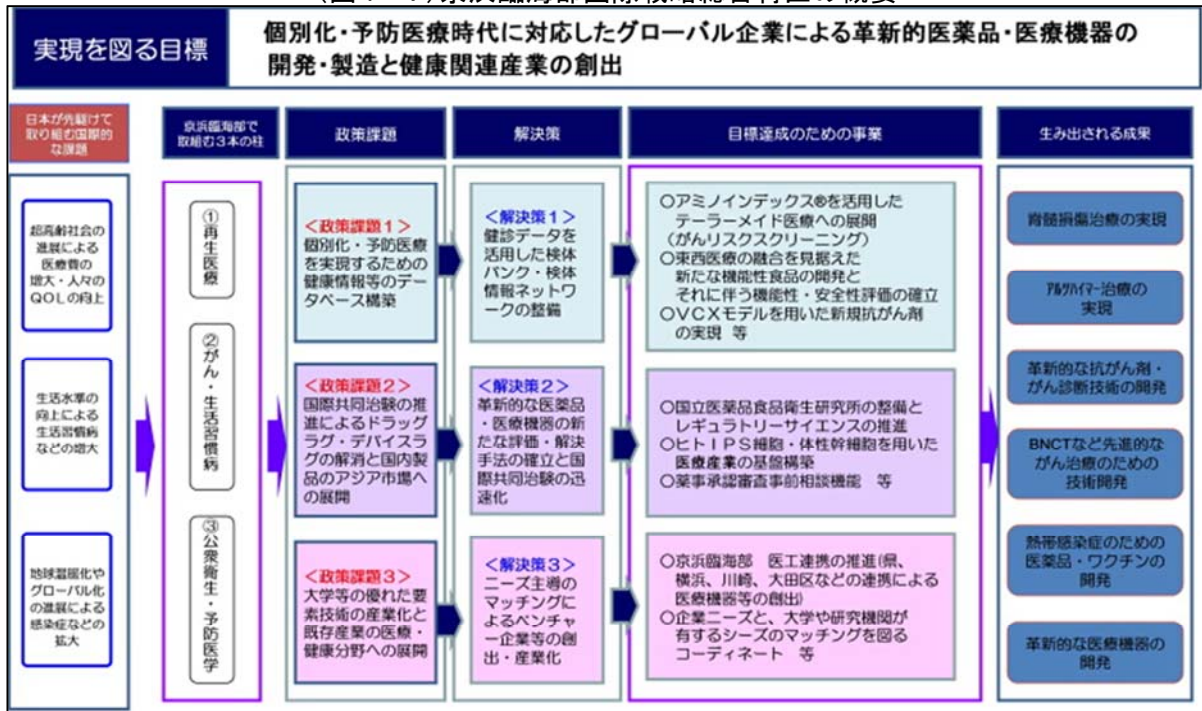 実現を図る目標
個別化・予防医療時代に対応したグローバル企業による革新的医薬品・医療機器の
開発・製造と健康関連産業の創出
日本が先駆けて
取り組む国際的
な課題
京浜臨海部で
取組む3本の柱
政策課題
解決策
目標達成のための事業
生み出される成果
超高齢社会の
進展による
医療費の
増大・人々の
QOLの向上
生活水準の
向上による
生活習慣病
などの増大
地球温暖化や
グローバル化
の進展による
感染症などの
拡大
①再生医療
②がん・生活習慣病
③公衆衛生・予防医学
<政策課題1>
個別化・予防医療
を実現するための
健康情報等のデー
タベース構築
<解決策1>
健診データを
活用した検体
バンク・検体
情報ネットワ
ークの整備
○アミノインデックス®を活用した
テーラーメイド医療への展開
(がんリスクスクリーニング)
○東西医療の融合を見据えた
新たな機能性食品の開発と
それに伴う機能性・安全性評価の確立
○VCXモデルを用いた新規抗がん剤
の実現 等
<政策課題2>
国際共同治験の推
進によるドラッグ
ラグ・デバイスラ
グの解消と国内製
品のアジア市場へ
の展開
<解決策2>
革新的な医薬品
・医療機器の新
たな評価・解決
手法の確立と国
際共同治験の迅
速化
○国立医薬品食品衛生研究所の整備と
レギュラトリーサイエンスの推進
○ヒトIPS細胞・体性幹細胞を用いた
医療産業の基盤構築
○薬事承認審査事前相談機能 等
<政策課題3>
大学等の優れた要
素技術の産業化と
既存産業の医療・
健康分野への展開
<解決策3>
ニーズ主導の
マッチングに
よるベンチャ
ー企業等の創
出・産業化
○京浜臨海部 医工連携の推進(県、
横浜、川崎、大田区などの連携による
医療機器等の創出)
○企業ニーズと、大学や研究機関が
有するシーズのマッチングを図る
コーディネート 等
脊髄損傷治療の実現
ｱﾙﾂﾊｲﾏｰ治療の
実現
革新的な抗がん剤・
がん診断技術の開発
BNCTなど先進的な
がん治療のための
技術開発
熱帯感染症のための
医薬品・ワクチンの
開発
革新的な医療機器の
開発